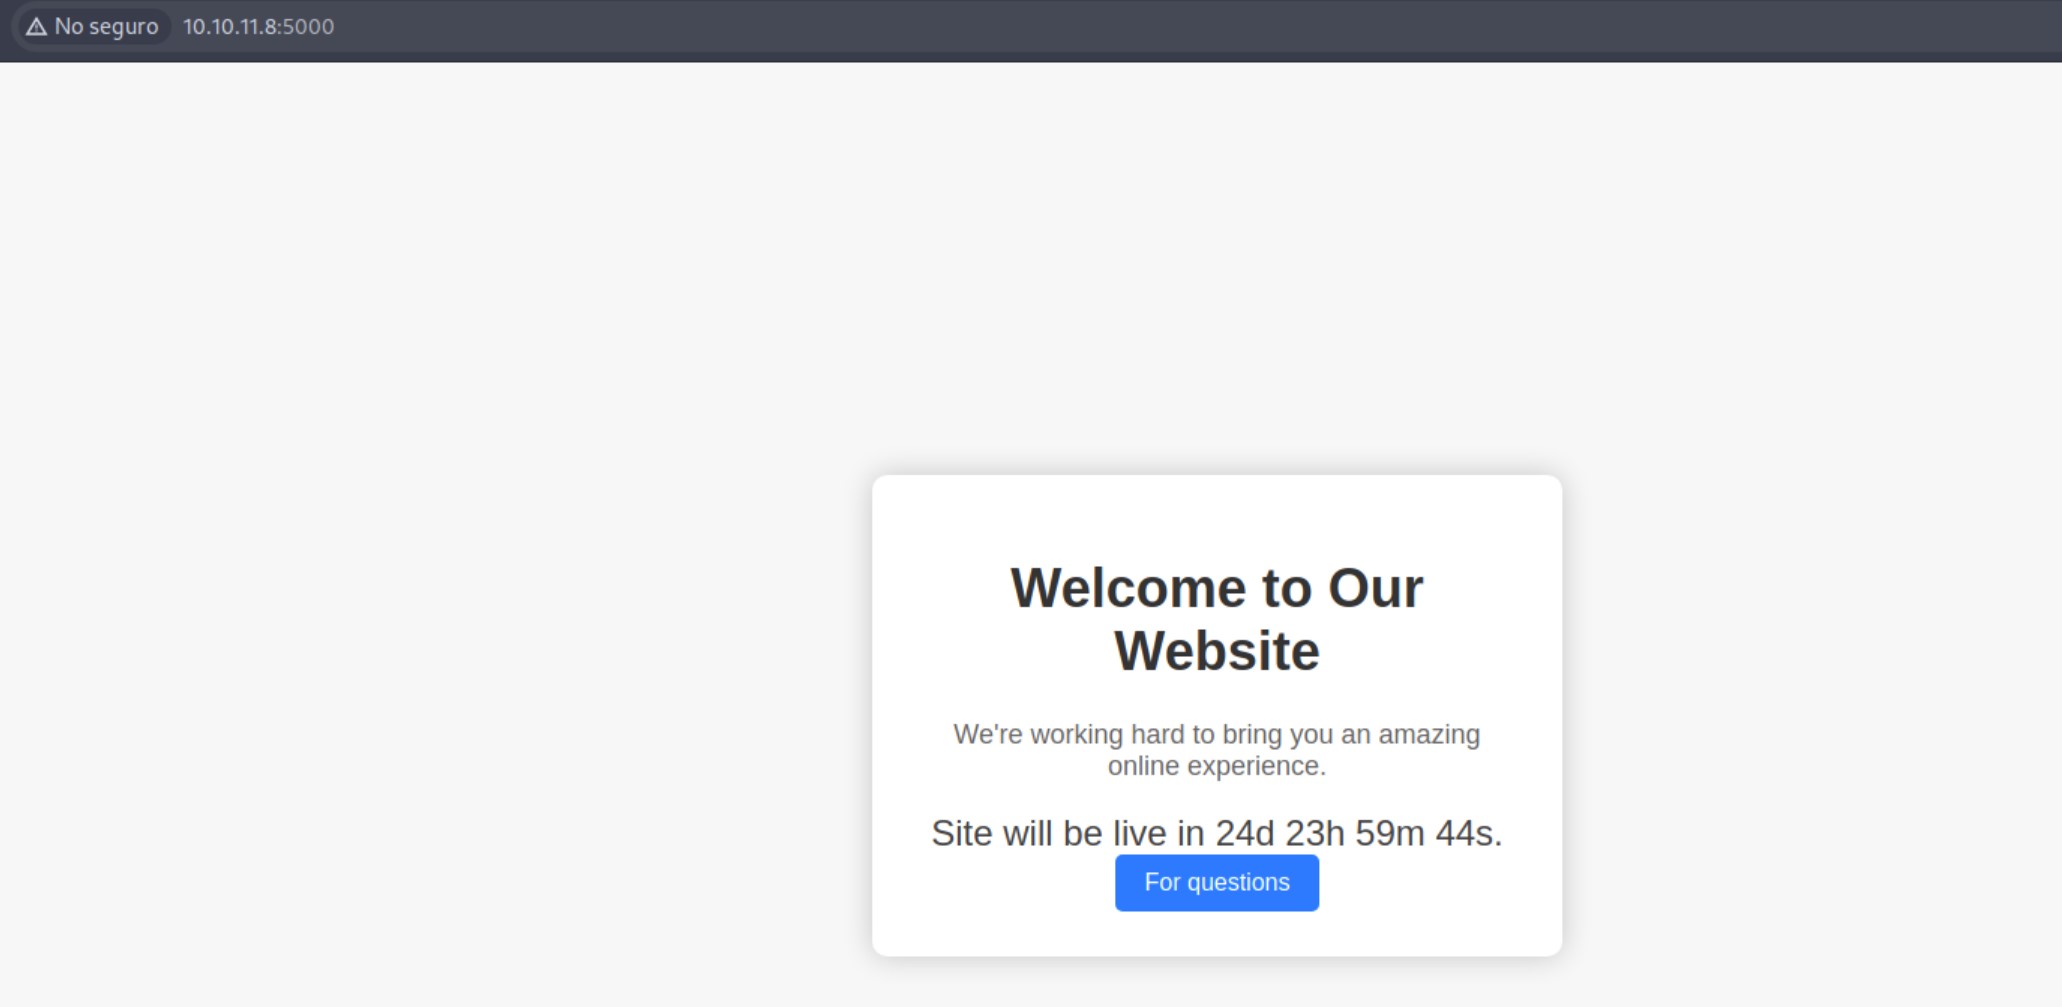 No seguro 10.10.11.8:5000
Welcome to Our
Website
We're working hard to bring you an amazing
online experience.
Site will be live in 24d 23h 59m 44s.
For questions